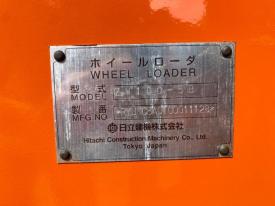 ホイールローダ
WHEEL LOADER
型式
MODEL
製番
MFG NO
日立建機株式会社
Hitachi Construction Machinery Co., Ltd.
Tokyo Japan